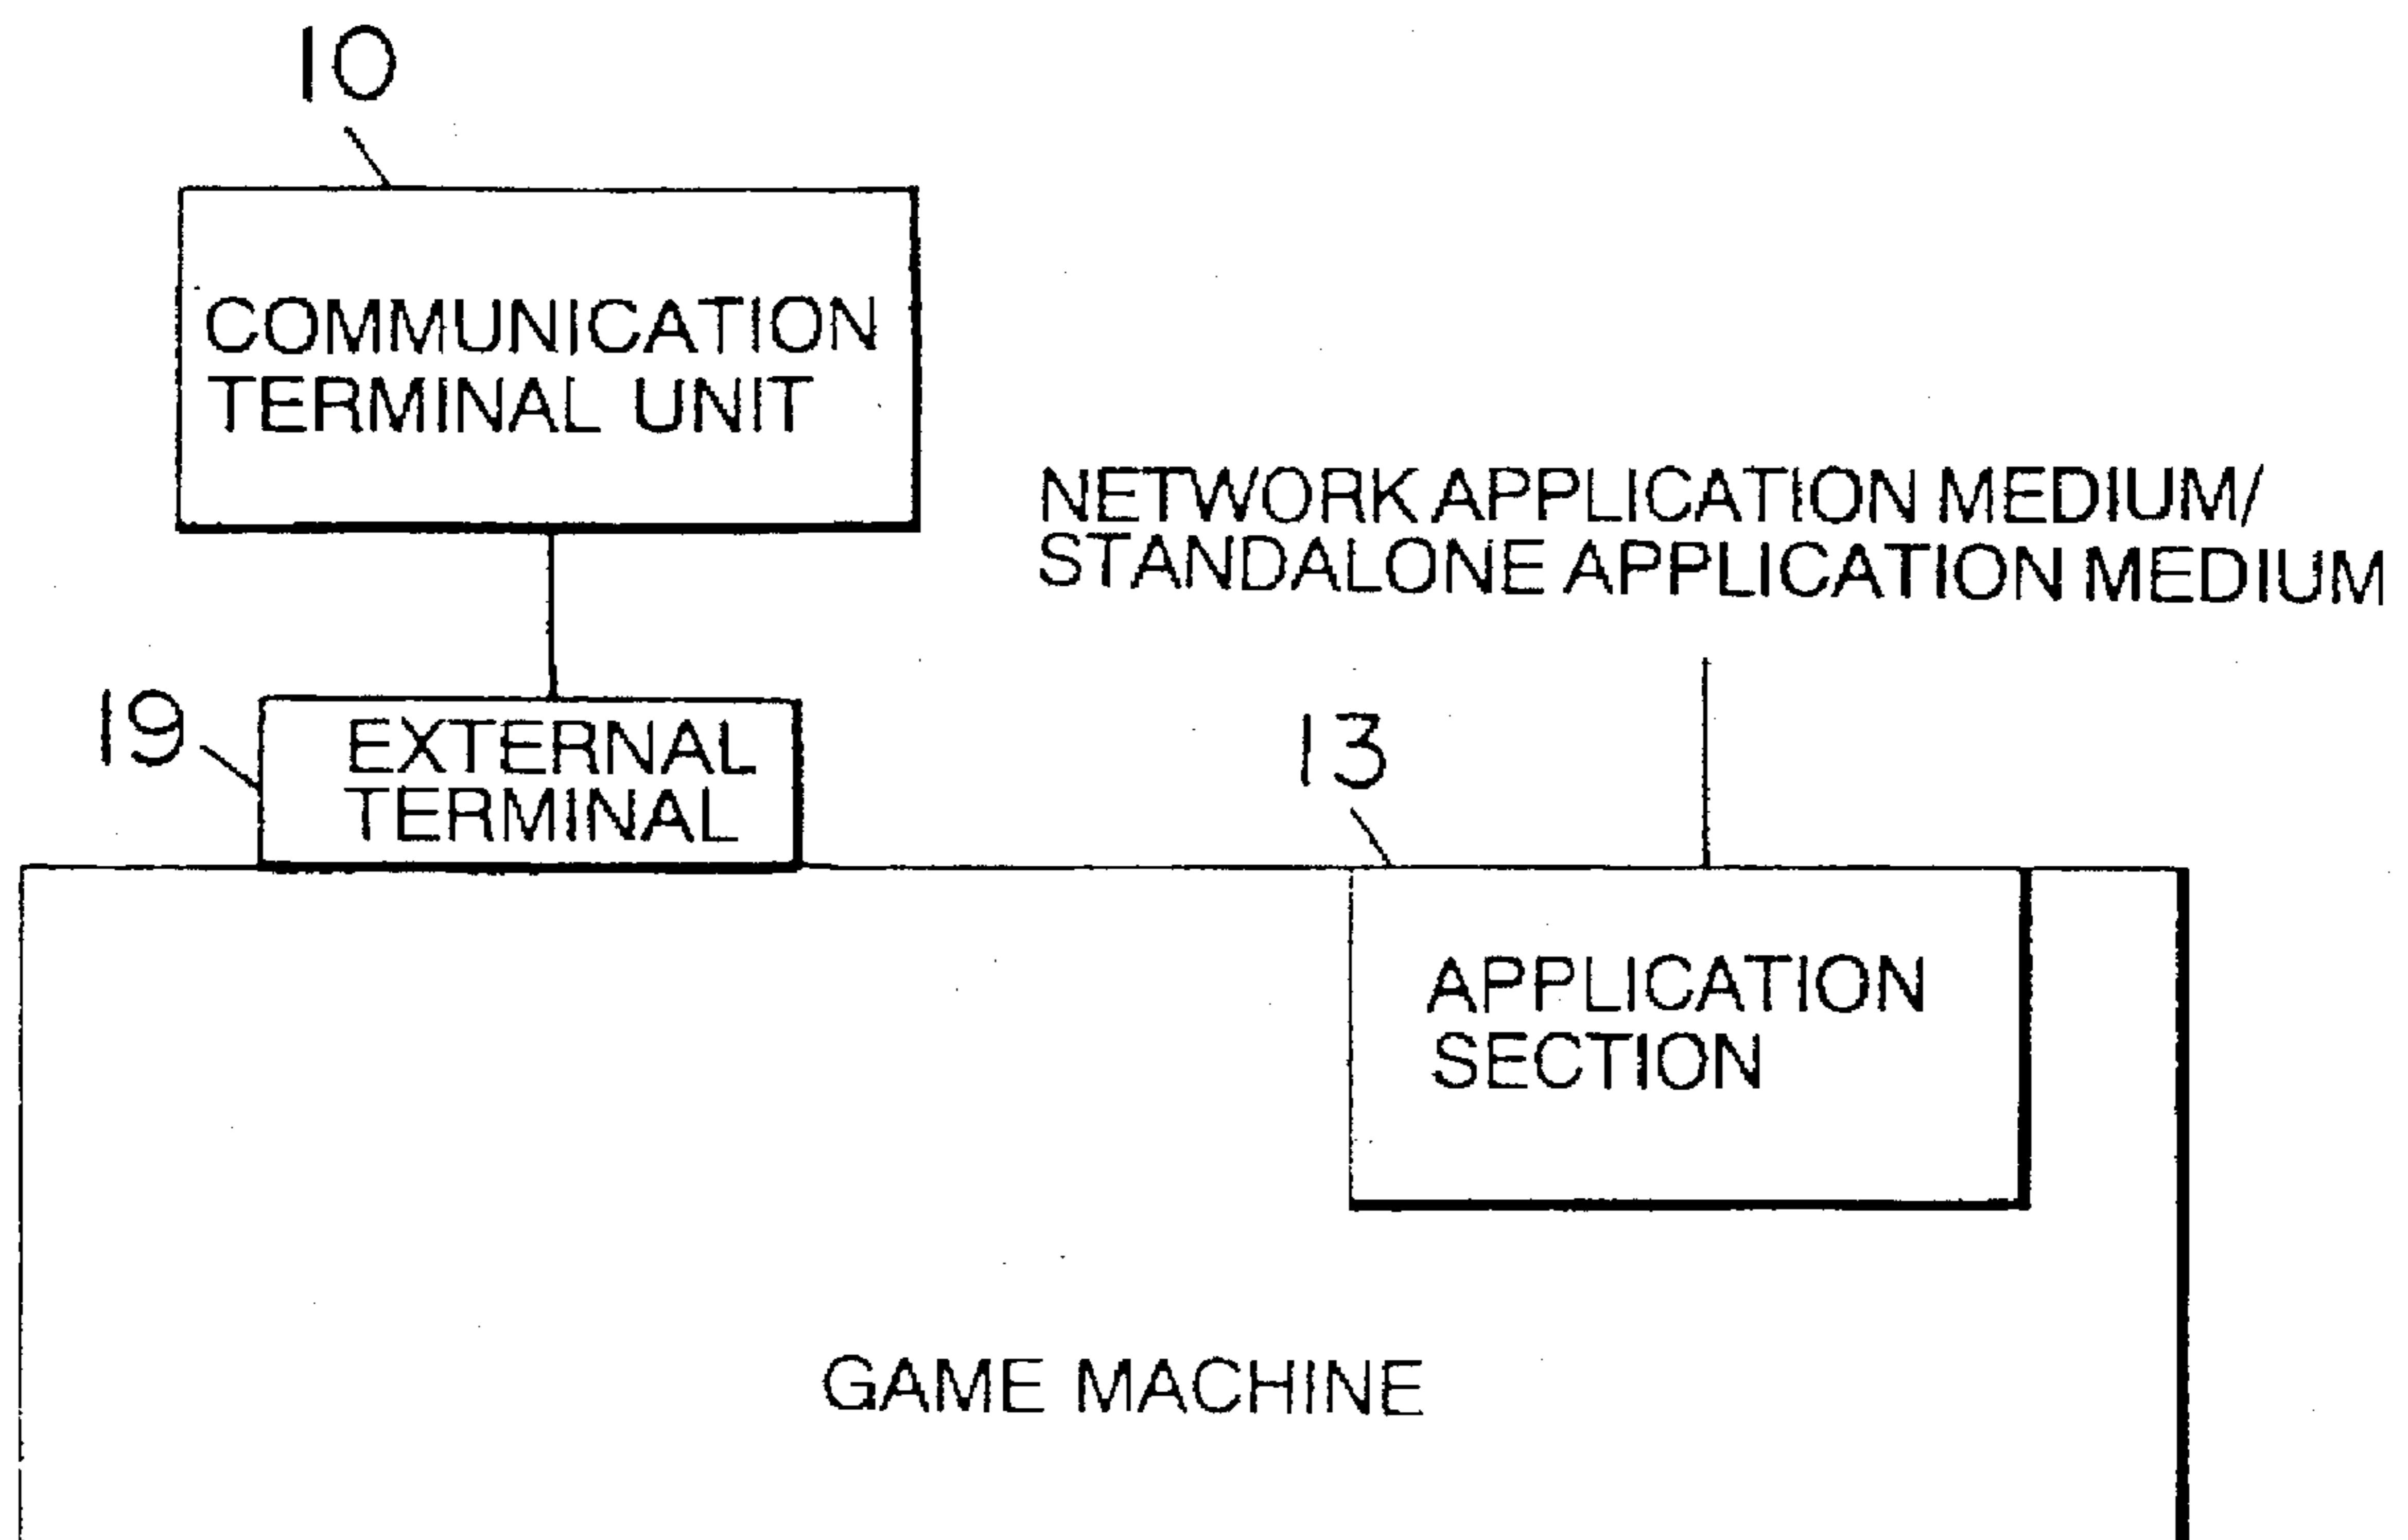 10
COMMUNICATION
TERMINAL UNIT
NETWORK APPLICATION MEDIUM/
STANDALONE APPLICATION MEDIUM
19
EXTERNAL
TERMINAL
13
APPLICATION
SECTION
GAME MACHINE